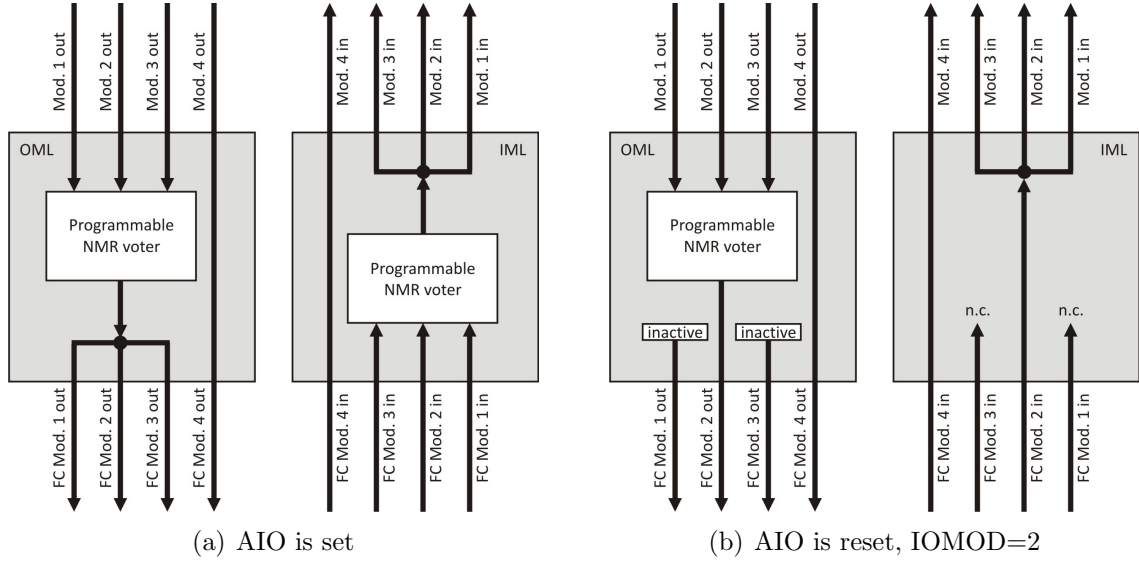 Mod. 1 out
Mod. 2 out
Mod. 3 out
Mod. 4 out
OML
Programmable
NMR voter
FC Mod. 1 out
FC Mod. 2 out
FC Mod. 3 out
FC Mod. 4 out
Mod. 4 in
Mod. 3 in
Mod. 2 in
Mod. 1 in
IML
Programmable
NMR voter
FC Mod. 4 in
FC Mod. 3 in
FC Mod. 2 in
FC Mod. 1 in
(a) AIO is set
Mod. 1 out
Mod. 2 out
Mod. 3 out
Mod. 4 out
OML
Programmable
NMR voter
inactive
inactive
FC Mod. 1 out
FC Mod. 2 out
FC Mod. 3 out
FC Mod. 4 out
Mod. 4 in
Mod. 3 in
Mod. 2 in
Mod. 1 in
IML
n.c.
n.c.
FC Mod. 4 in
FC Mod. 3 in
FC Mod. 2 in
FC Mod. 1 in
(b) AIO is reset, IOMOD=2